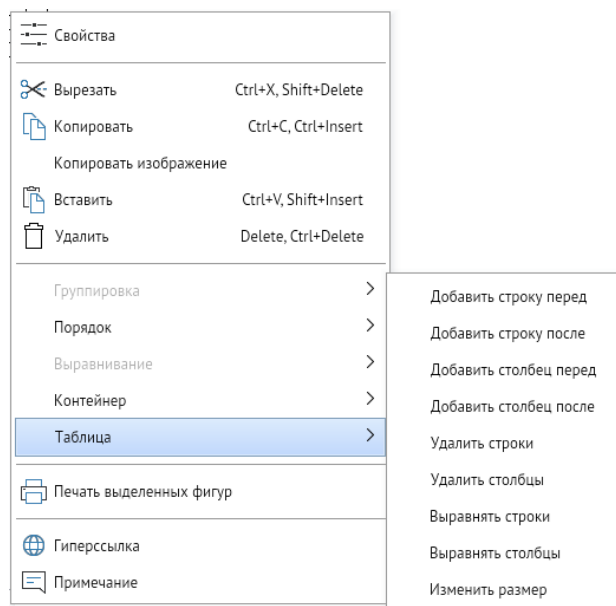 Свойства
Вырезать Ctrl+X, Shift+Delete
Копировать Ctrl+C, Ctrl+Insert
Копировать изображение
Вставить Ctrl+V, Shift+Insert
Удалить Delete, Ctrl+Delete
Группировка
Порядок
Выравнивание
Контейнер
Таблица
Печать выделенных фигур
Гиперссылка
Примечание
Добавить строку перед
Добавить строку после
Добавить столбец перед
Добавить столбец после
Удалить строки
Удалить столбцы
Выравнять строки
Выравнять столбцы
Изменить размер